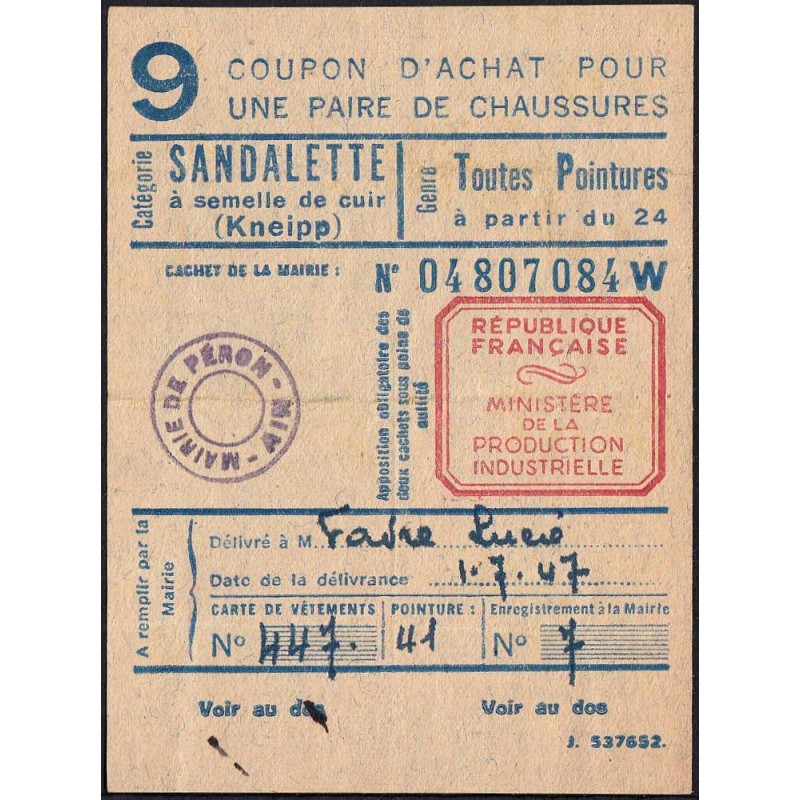 9 COUPON D'ACHAT POUR
UNE PAIRE DE CHAUSSURES
Catégorie
SANDALETTE
à semelle de cuir
(Kneipp)
Genre
Toutes Pointures
à partir du 24
CACHET DE LA MAIRIE :
N° 04807084 W
MAIRIE DE PÉRON - AIN -
Apposition obligatoire des
deux cachets sous peine de
nullité
RÉPUBLIQUE
FRANÇAISE
MINISTÈRE
DE LA
PRODUCTION
INDUSTRIELLE
A remplir par la
Mairie
Délivré à M. Favre Lucie
Date de la délivrance 1.7.47
CARTE DE VÊTEMENTS
N° 447.
POINTURE :
41
Enregistrement à la Mairie
N° 7
Voir au dos
Voir au dos
J. 537652.